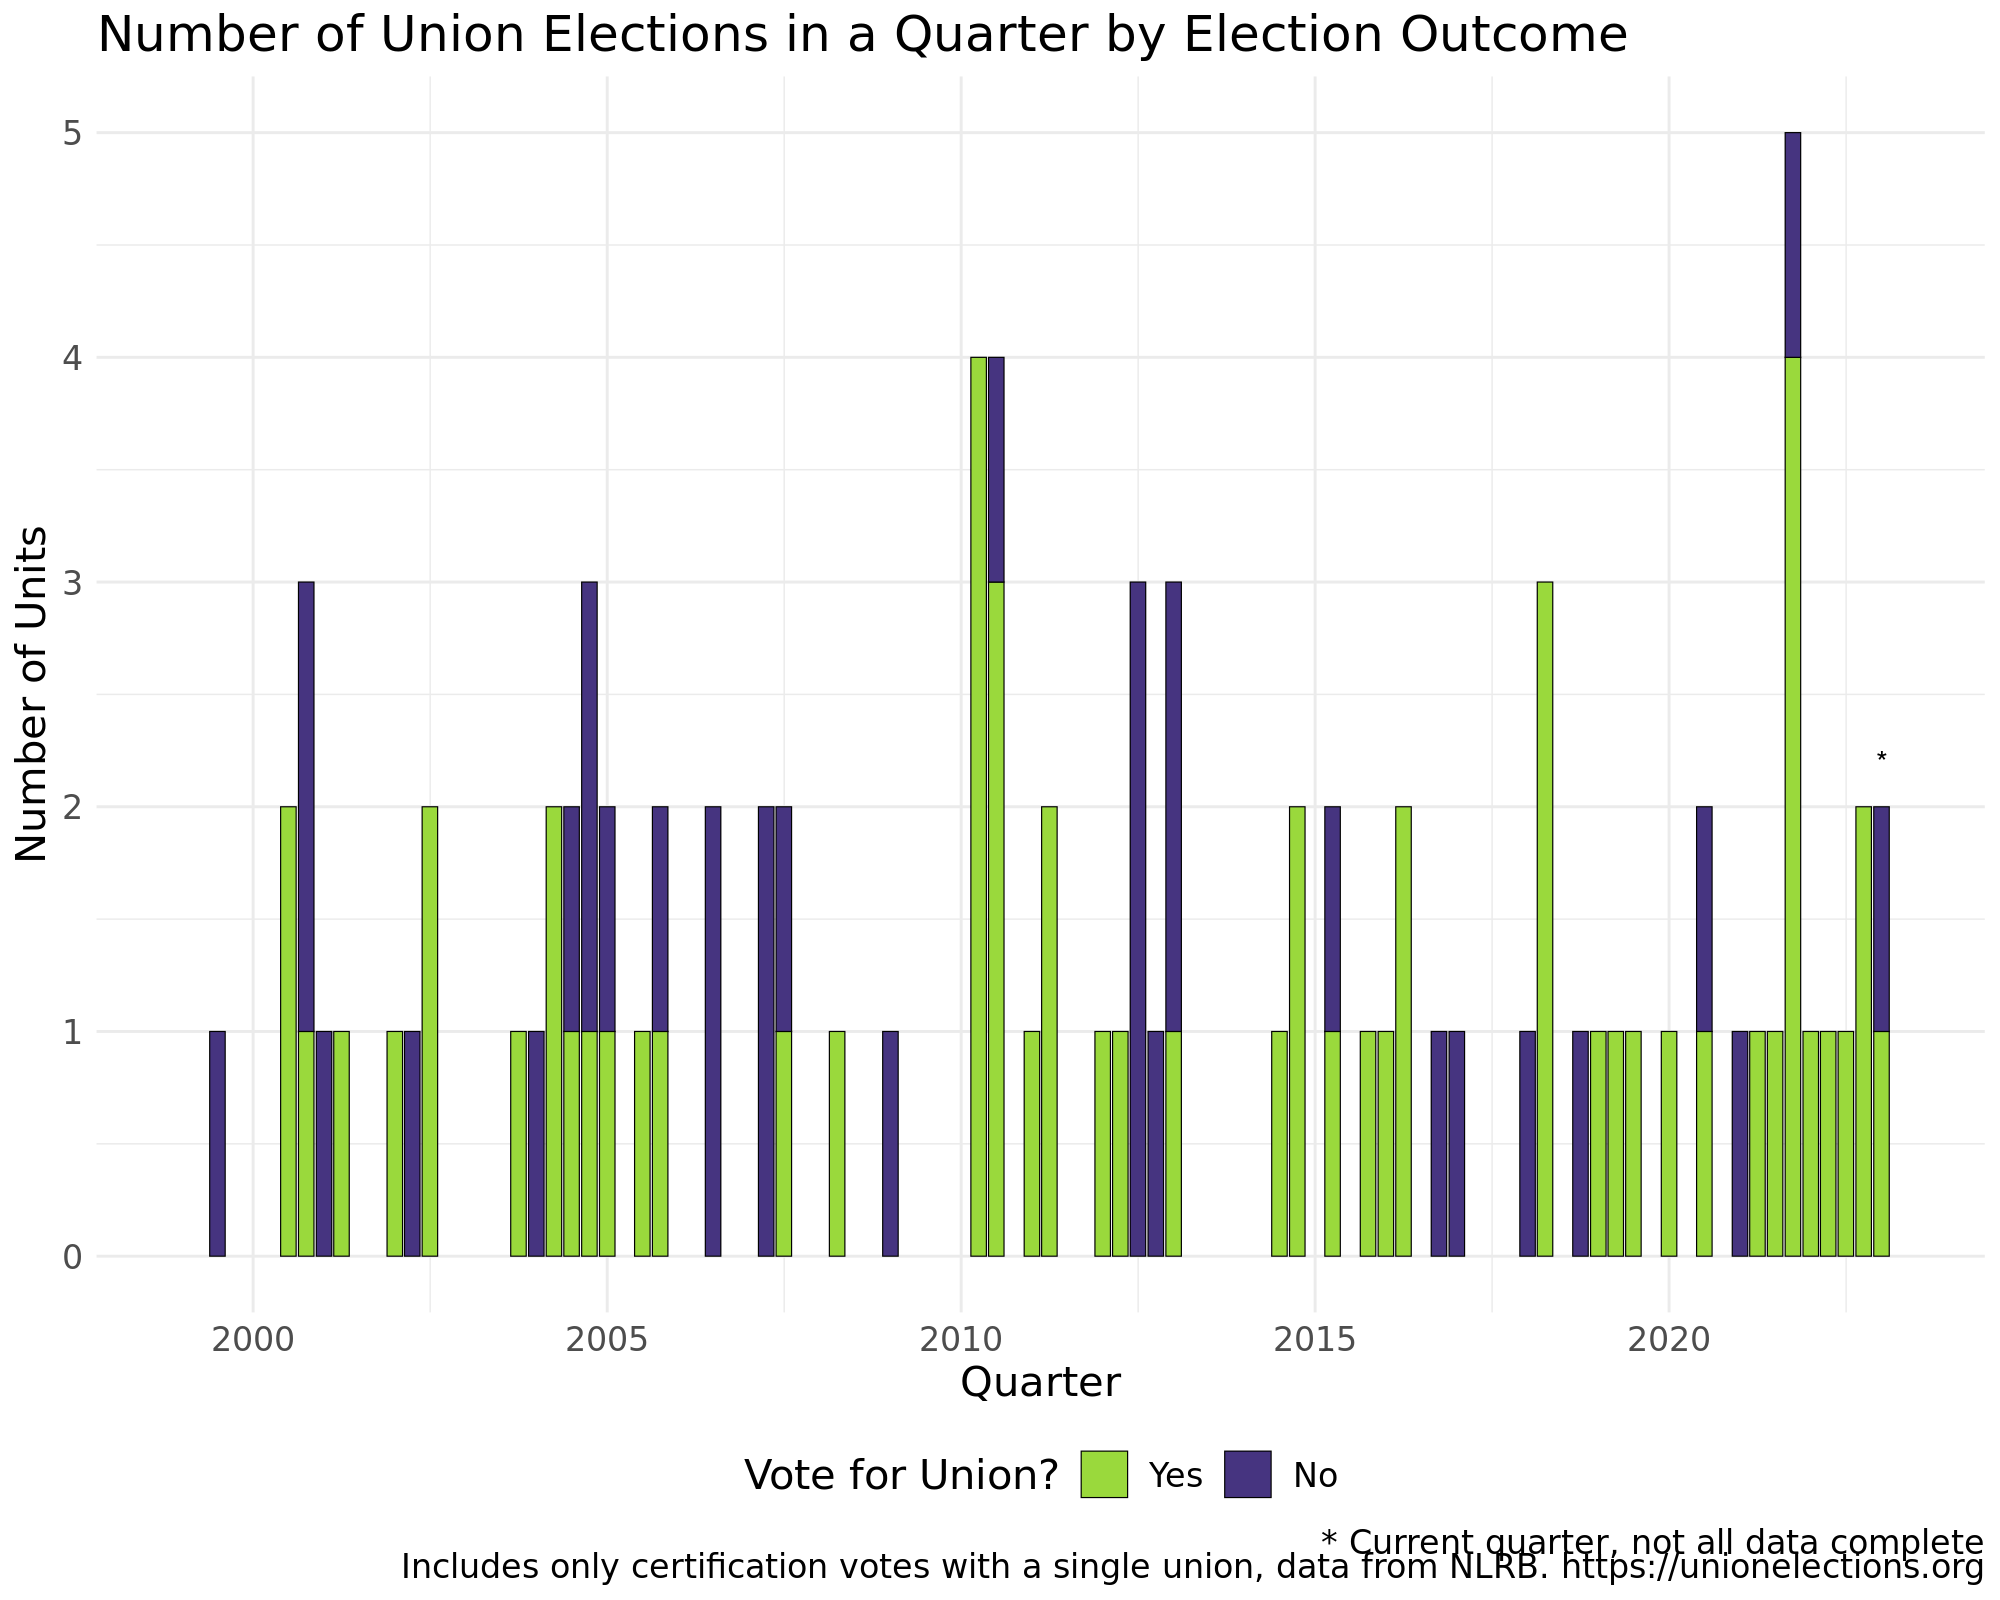 Number of Union Elections in a Quarter by Election Outcome
Number of Units
5
4
3
2
1
0
*
2000 2005 2010 2015 2020
Quarter
Vote for Union? Yes No
* Current quarter, not all data complete
Includes only certification votes with a single union, data from NLRB. https://unionelections.org